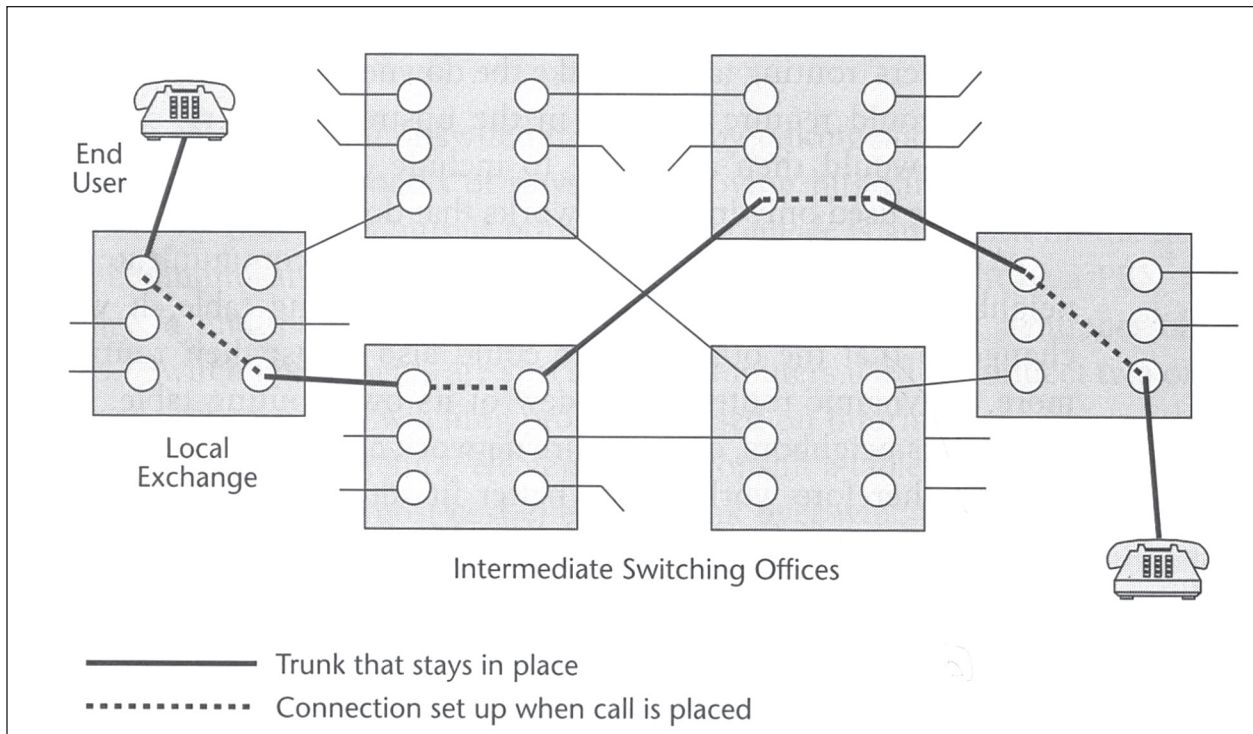 End
User
Local
Exchange
Intermediate Switching Offices
Trunk that stays in place
Connection set up when call is placed